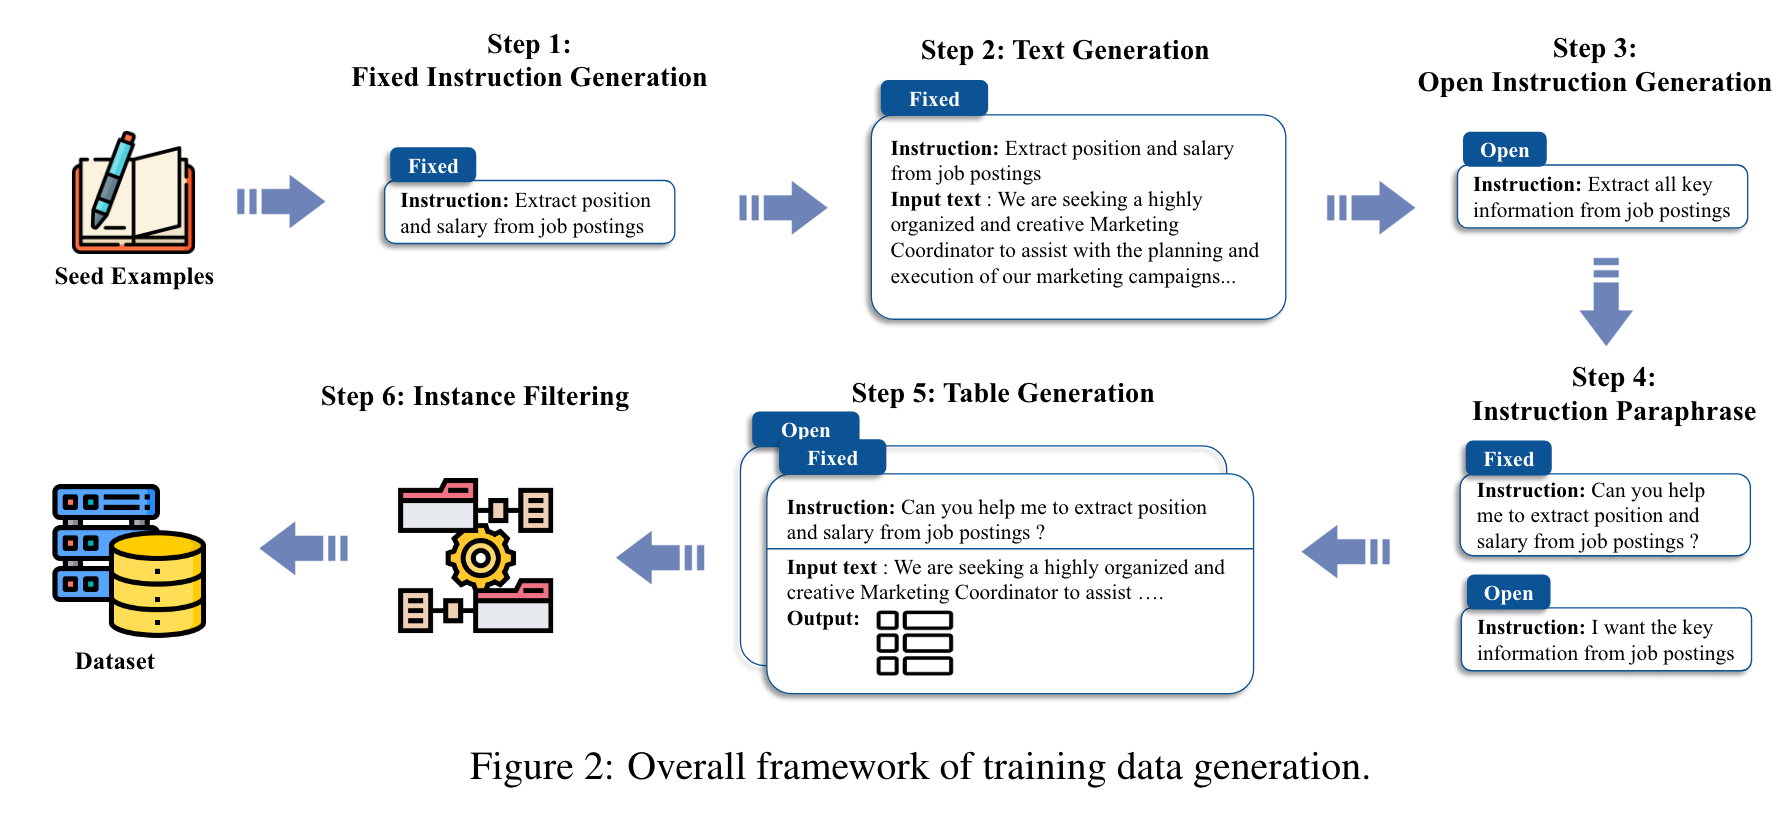 Step 1:
Fixed Instruction Generation
Seed Examples
Fixed
Instruction: Extract position
and salary from job postings
Step 2: Text Generation
Fixed
Instruction: Extract position and salary
from job postings
Input text : We are seeking a highly
organized and creative Marketing
Coordinator to assist with the planning and
execution of our marketing campaigns...
Step 3:
Open Instruction Generation
Open
Instruction: Extract all key
information from job postings
Step 4:
Instruction Paraphrase
Fixed
Instruction: Can you help
me to extract position and
salary from job postings ?
Open
Instruction: I want the key
information from job postings
Step 5: Table Generation
Open
Fixed
Instruction: Can you help me to extract position
and salary from job postings ?
Input text : We are seeking a highly organized and
creative Marketing Coordinator to assist ….
Output:
Step 6: Instance Filtering
Dataset
Figure 2: Overall framework of training data generation.